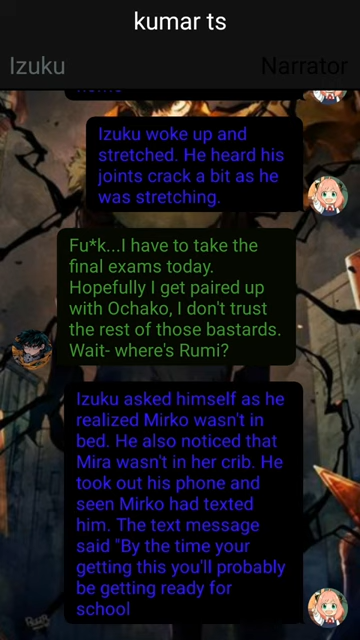 kumar ts
Izuku
Narrator
Izuku woke up and
stretched. He heard his
joints crack a bit as he
was stretching.
Fu*k...I have to take the
final exams today.
Hopefully I get paired up
with Ochako, I don't trust
the rest of those bastards.
Wait- where's Rumi?
Izuku asked himself as he
realized Mirko wasn't in
bed. He also noticed that
Mira wasn't in her crib. He
took out his phone and
seen Mirko had texted
him. The text message
said "By the time your
getting this you'll probably
be getting ready for
school